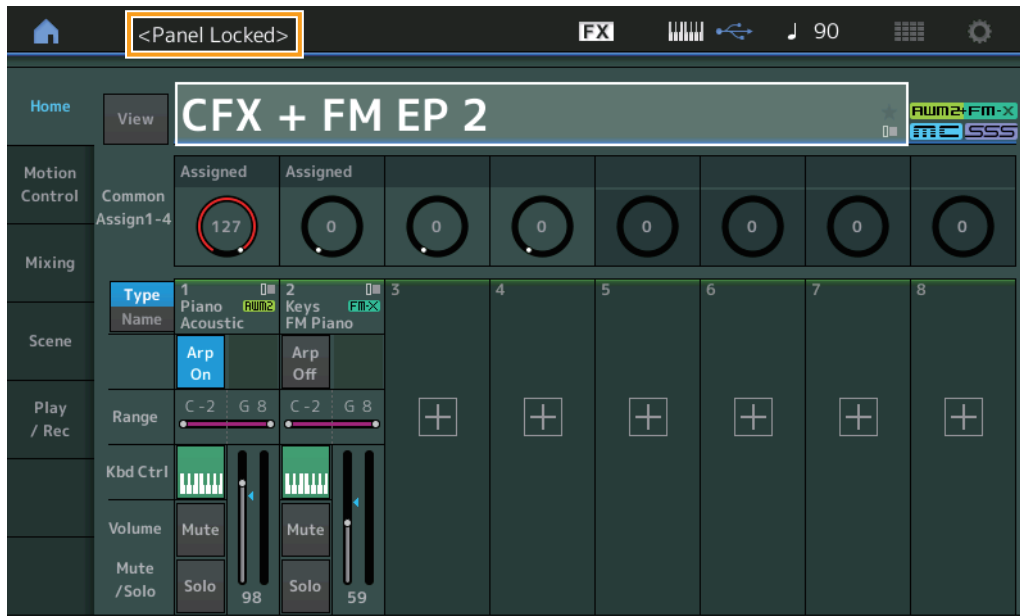 <Panel Locked>
FX
90
Home
View
CFX + FM EP 2
AWM2+FM-X
MC SSS
Motion
Control
Common
Assign1-4
Assigned
Assigned
127
0
0
0
0
0
0
0
Mixing
Type
Name
1
Piano
AWM2
Acoustic
2
Keys
FM-X
FM Piano
3
4
5
6
7
8
Scene
Arp
On
Arp
Off
Play
/ Rec
Range
C -2 G 8
C -2 G 8
Kbd Ctrl
Volume
Mute
Mute
Mute
/Solo
Solo
98
Solo
59